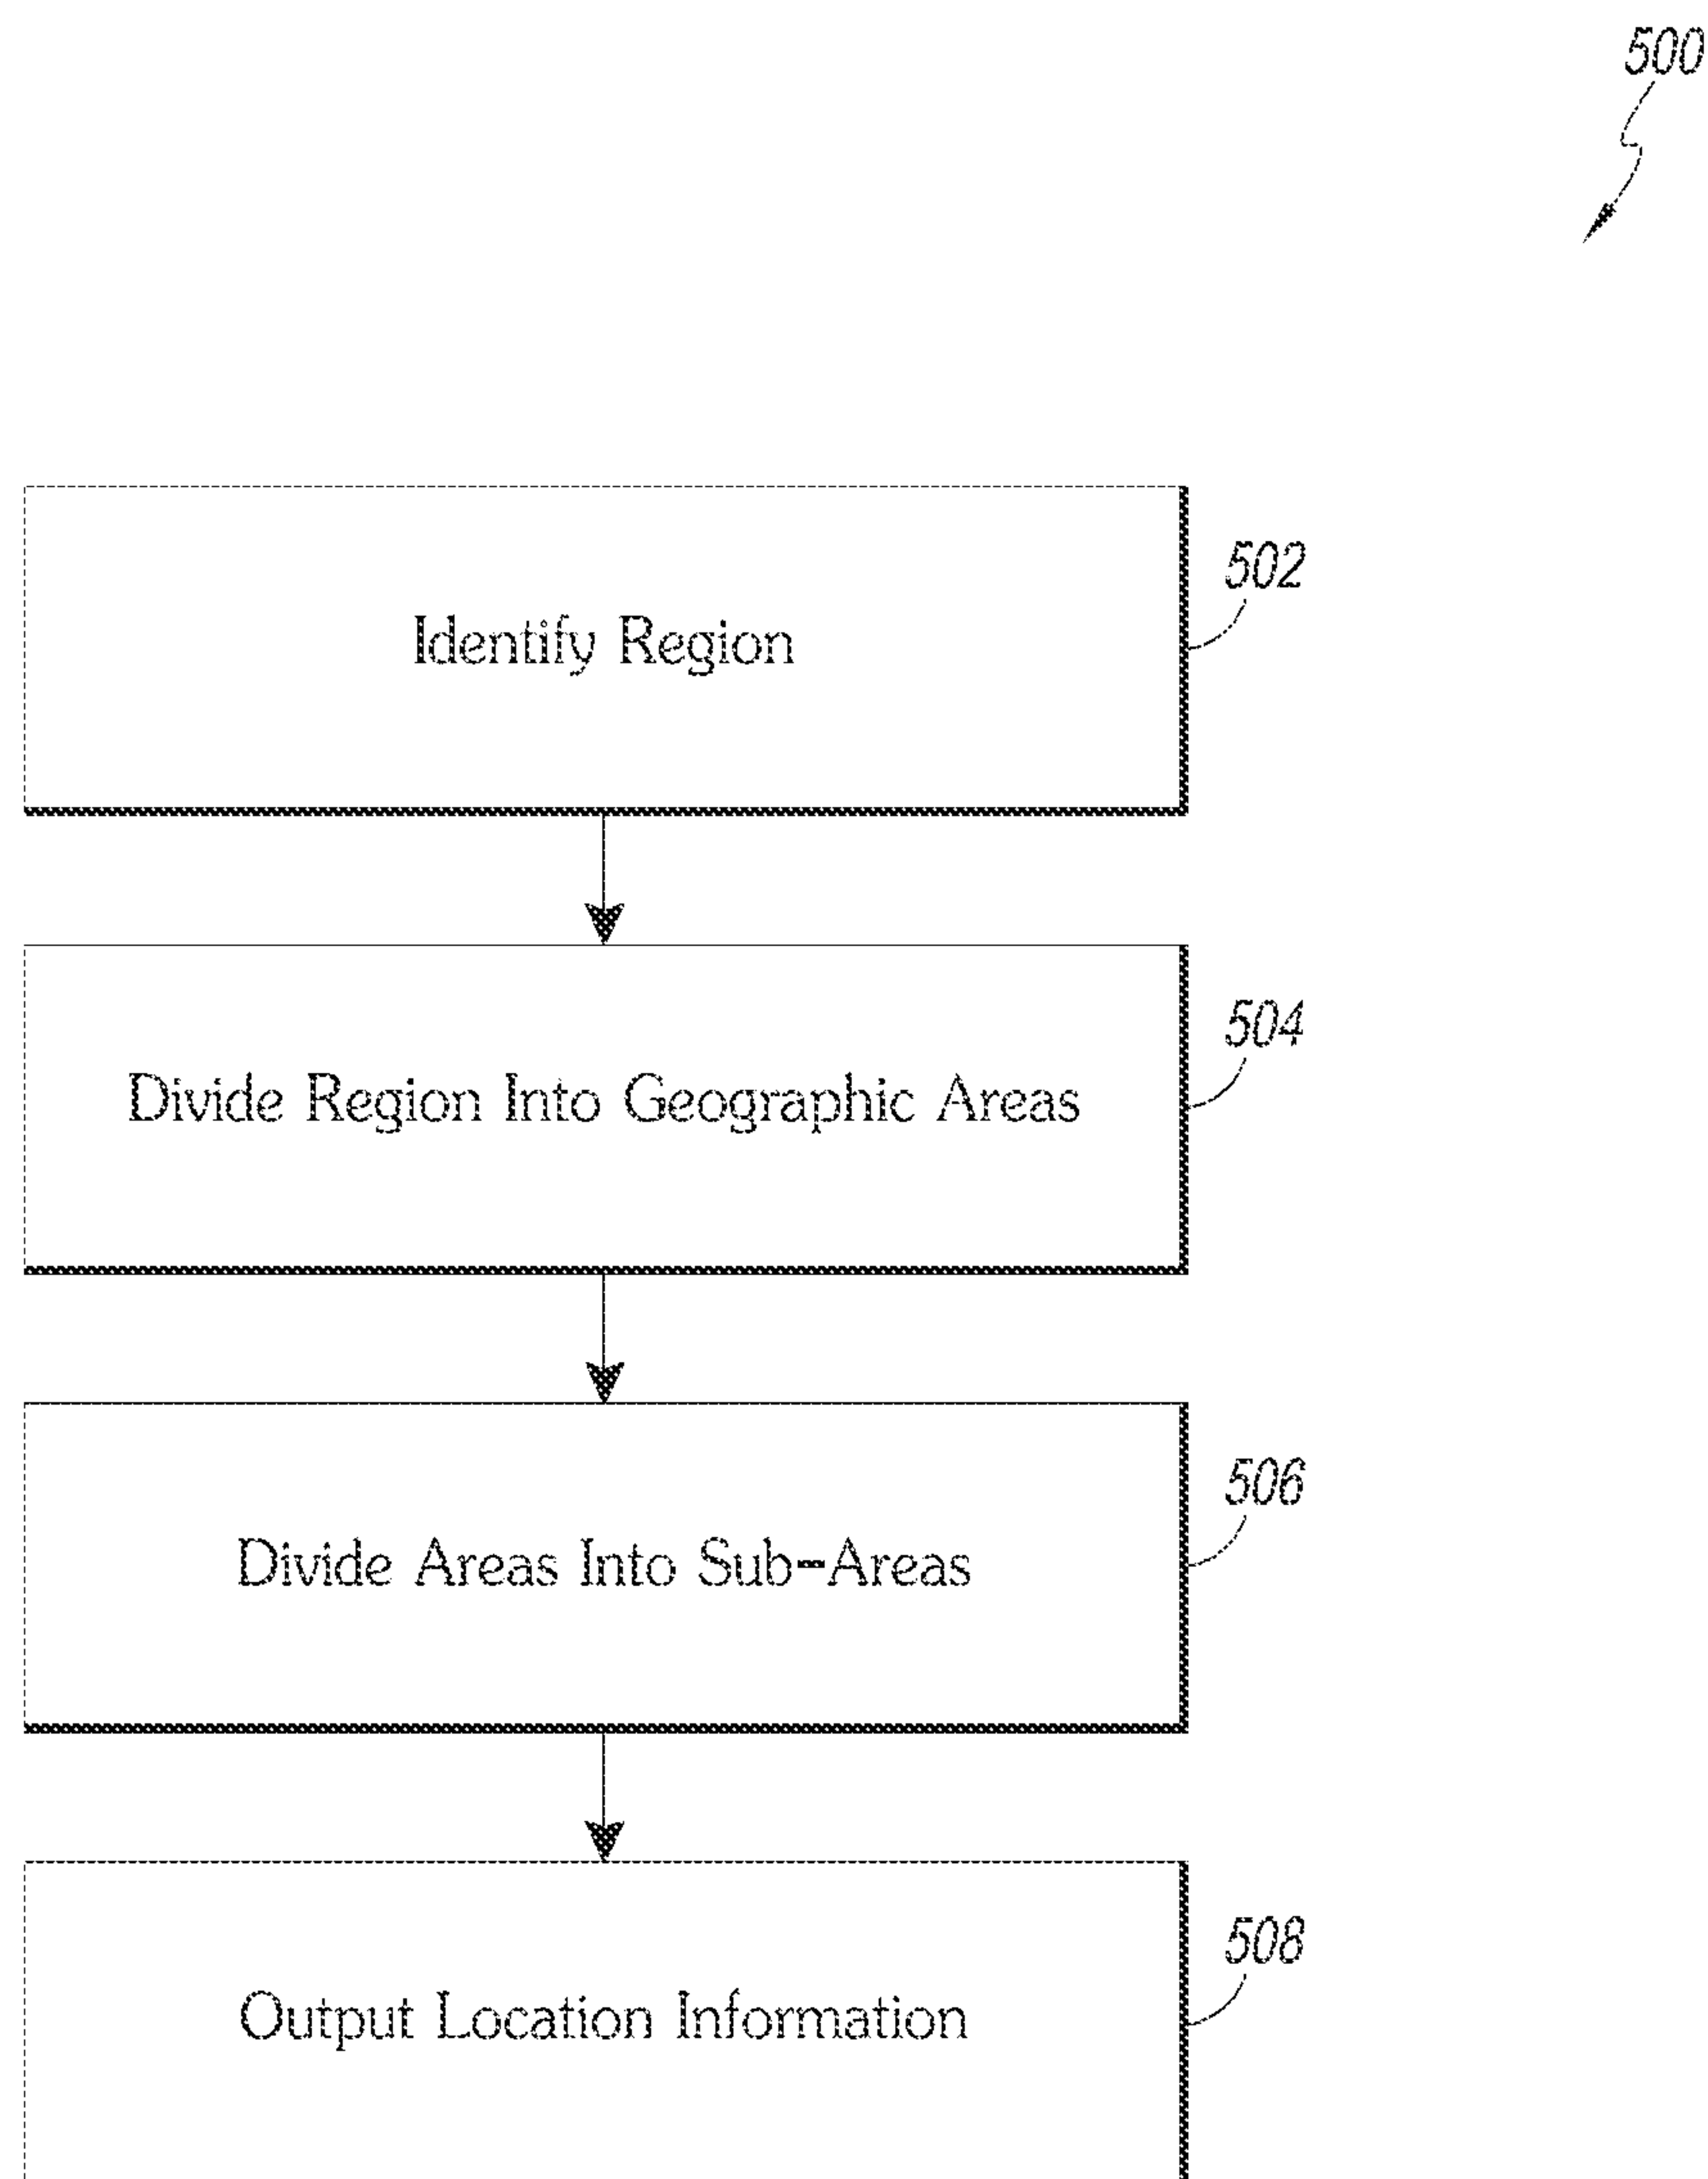 500
Identify Region
502
Divide Region Into Geographic Areas
504
Divide Areas Into Sub-Areas
506
Output Location Information
508